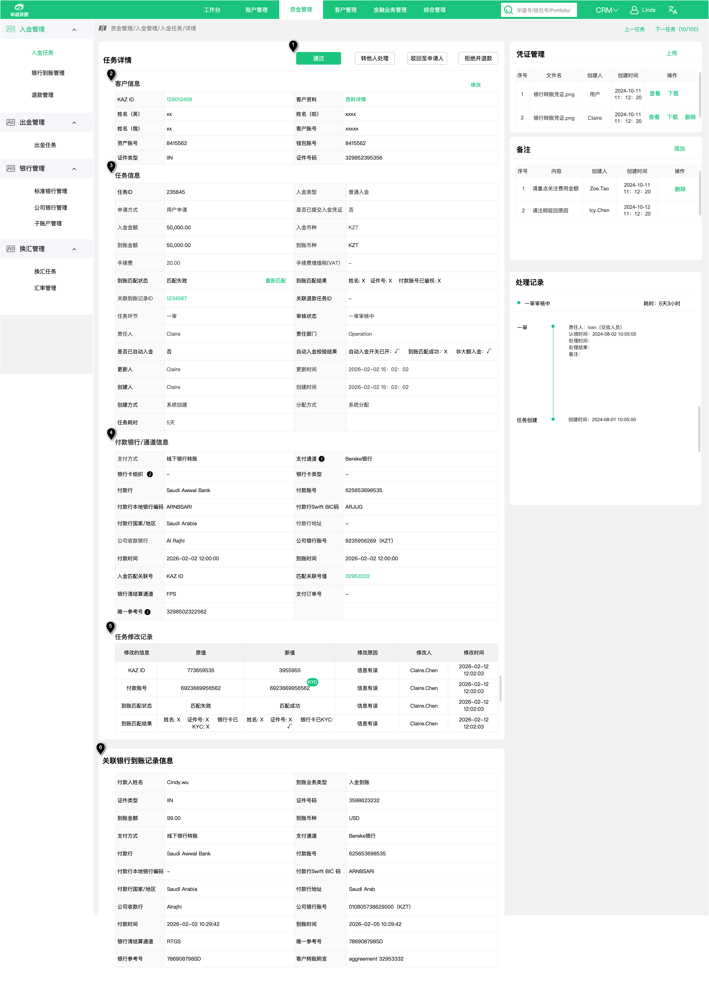 華盛集團
工作台 账户管理 资金管理 客户管理 金融业务管理 综合管理 华盛号/钱包号/Portfolio/ CRM Linda
入金管理
入金任务
银行到账管理
退款管理
出金管理
出金任务
银行管理
标准银行管理
公司银行管理
子账户管理
换汇管理
换汇任务
汇率管理
资金管理/入金管理/入金任务/详情 上一任务 下一任务（10/100）
1
任务详情 通过 转他人处理 驳回至申请人 拒绝并退款
2
客户信息 修改
KAZ ID 129012459 客户资料 资料详情
姓名（英） xx 姓名（哈） xxxx
姓名（俄） xx 客户账号 xxxxx
资产账号 8415562 钱包账号 8415562
证件类型 IIN 证件号码 329852395356
3
任务信息
任务ID 235645 入金类型 普通入金
申请方式 用户申请 是否已提交入金凭证 否
入金金额 50,000.00 入金币种 KZT
到账金额 50,000.00 到账币种 KZT
手续费 20.00 手续费增值税(VAT) –
到账匹配状态 匹配失败 重新匹配 到账匹配结果 姓名: X 证件号: X 付款账号已鉴权: X
关联到账记录ID 1234567 关联退款任务ID –
任务环节 一审 审核状态 一审审核中
责任人 Claire 责任部门 Operation
是否已自动入金 否 自动入金校验结果 自动入金开关已开：√ 到账匹配成功：X 非大额入金：√
更新人 Claire 更新时间 2026–02–02 15：02：02
创建人 Claire 创建时间 2026–02–02 15：02：02
创建方式 系统创建 分配方式 系统分配
任务耗时 5天
4
付款银行/通道信息
支付方式 线下银行转账 支付通道 i Bereke银行
银行卡组织 i – 银行卡类型 –
付款行 Saudi Awwal Bank 付款账号 625653698535
付款行本地银行编码 ARNBSARI 付款行Swift BIC码 ARJIJG
付款行国家/地区 Saudi Arabia 付款行地址 –
公司收款银行 Al Rajhi 公司银行账号 9235956269（KZT）
付款时间 2026–02–02 12:00:00 到账时间 2026–02–02 12:00:00
入金匹配关联号 KAZ ID 匹配关联号值 32953332
银行清结算通道 FPS 支付订单号 –
唯一参考号 i 3298502322562
5
任务修改记录
修改的信息 原值 新值 修改原因 修改人 修改时间
KAZ ID 773659535 3955955 信息有误 Claire.Chen 2026–02–12
12:02:03
KYC
付款账号 6923669956562 6923669956562 信息有误 Claire.Chen 2026–02–12
12:02:03
到账匹配状态 匹配失败 匹配成功 信息有误 Claire.Chen 2026–02–12
12:02:03
到账匹配结果 姓名: X 证件号: X 银行卡已
KYC: X 姓名: X 证件号: X 银行卡已KYC:
√ 信息有误 Claire.Chen 2026–02–12
12:02:03
6
关联银行到账记录信息
付款人姓名 Cindy.wu 到账业务类型 入金到账
证件类型 IIN 证件号码 3598623232
到账金额 99.00 到账币种 USD
支付方式 线下银行转账 支付通道 Bereke银行
付款行 Saudi Awwal Bank 付款账号 625653698535
付款行本地银行编码 – 付款行Swift BIC 码 ARNBSARI
付款行国家/地区 Saudi Arabia 付款行地址 Saudi Arab
公司收款行 Alrajhi 公司银行账号 010805738629000（KZT）
付款时间 2026–02–02 10:29:42 到账时间 2026–02–05 10:29:42
银行清结算通道 RTGS 唯一参考号 786908798SD
银行参考号 786908798SD 客户转账附言 aggreement 32953332
凭证管理 上传
序号 文件名 创建人 创建时间 操作
1 银行转账凭证.png 用户 2024-10-11
11：12：20 查看 下载
2 银行转账凭证.png Claire 2024-10-11
11：12：20 查看 下载 删除
备注 添加
序号 内容 创建人 创建时间 操作
1 请重点关注费用金额 Zoe.Tao 2024-10-11
11：12：20 删除
2 请注明驳回原因 Icy.Chen 2024-10-12
11：12：20
处理记录
一审审核中 耗时：5天3小时
一审 责任人：Ivan（交收人员）
认领时间：2024-08-02 10:05:00
处理时间：
处理结果：
备注：
任务创建 创建时间：2024-08-01 10:05:00